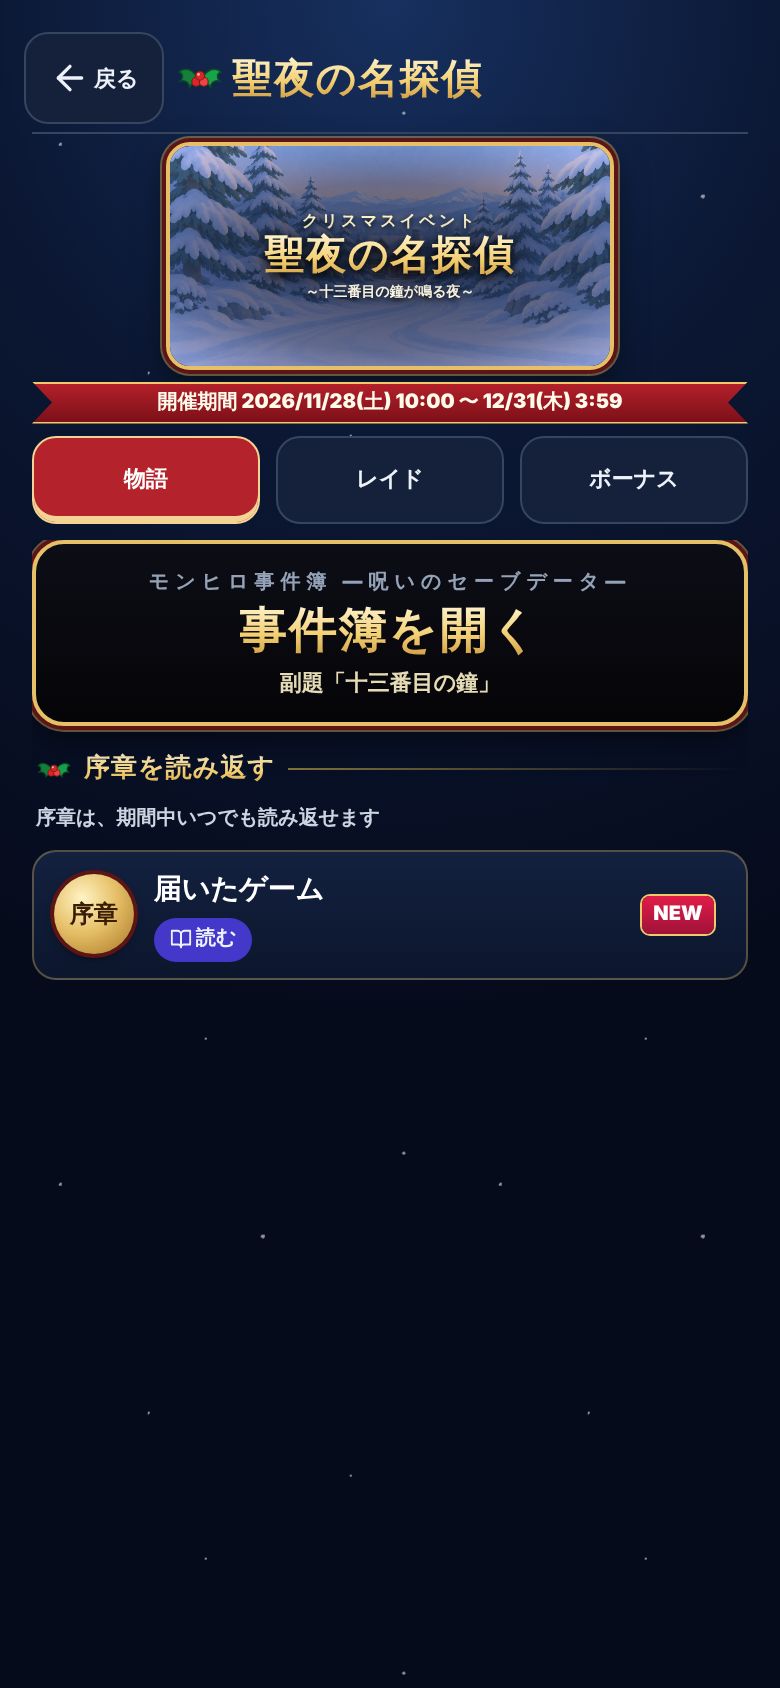 戻る
聖夜の名探偵
クリスマスイベント
聖夜の名探偵
~十三番目の鐘が鳴る夜~
開催期間 2026/11/28(土) 10:00 〜 12/31(木) 3:59
物語
レイド
ボーナス
モンヒロ事件簿 ―呪いのセーブデータ―
事件簿を開く
副題「十三番目の鐘」
序章を読み返す
序章は、期間中いつでも読み返せます
序章
届いたゲーム
読む
NEW